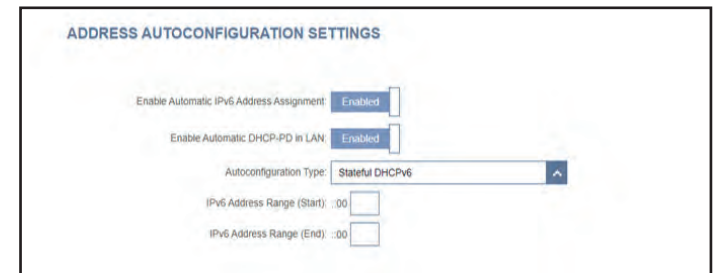 ADDRESS AUTOCONFIGURATION SETTINGS
Enable Automatic IPv6 Address Assignment: Enabled
Enable Automatic DHCP-PD in LAN: Enabled
Autoconfiguration Type: Stateful DHCPv6
IPv6 Address Range (Start): ::00
IPv6 Address Range (End): ::00